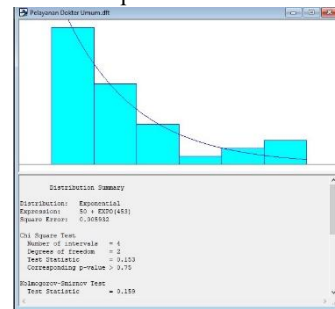 Pelayanan Dokter Umum.dft
Distribution Summary
Distribution: Exponential
Expression: 50 + EXPO(453)
Square Error: 0.005932
Chi Square Test
Number of intervals = 4
Degrees of freedom = 2
Test Statistic = 0.153
Corresponding p-value > 0.75
Kolmogorov-Smirnov Test
Test Statistic = 0.159